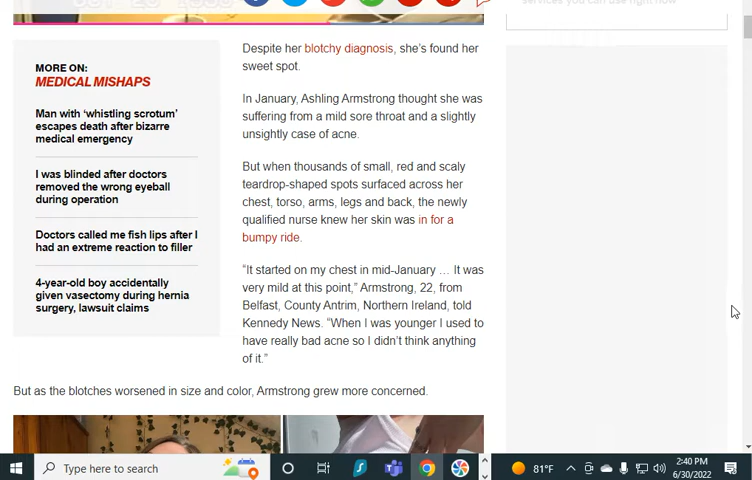 services you can use right now
Despite her blotchy diagnosis, she's found her
sweet spot.
MORE ON:
MEDICAL MISHAPS
Man with ‘whistling scrotum’
escapes death after bizarre
medical emergency
I was blinded after doctors
removed the wrong eyeball
during operation
Doctors called me fish lips after I
had an extreme reaction to filler
4-year-old boy accidentally
given vasectomy during hernia
surgery, lawsuit claims
In January, Ashling Armstrong thought she was
suffering from a mild sore throat and a slightly
unsightly case of acne.
But when thousands of small, red and scaly
teardrop-shaped spots surfaced across her
chest, torso, arms, legs and back, the newly
qualified nurse knew her skin was in for a
bumpy ride.
“It started on my chest in mid-January … It was
very mild at this point,” Armstrong, 22, from
Belfast, County Antrim, Northern Ireland, told
Kennedy News. “When I was younger I used to
have really bad acne so I didn’t think anything
of it.”
But as the blotches worsened in size and color, Armstrong grew more concerned.
Type here to search
81°F
2:40 PM
6/30/2022